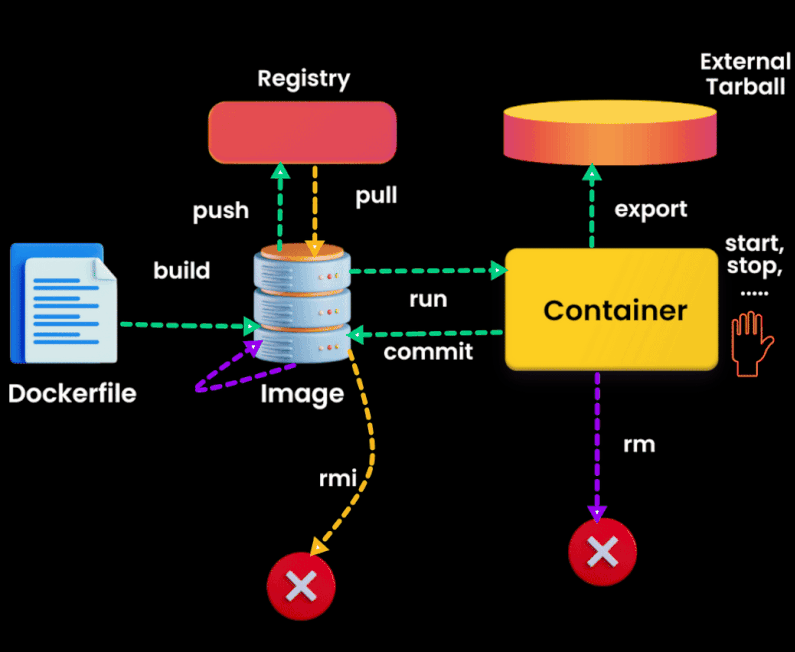 External
Tarball
Registry
push
pull
export
build
start,
stop,
.....
run
Container
commit
Dockerfile
Image
rmi
rm